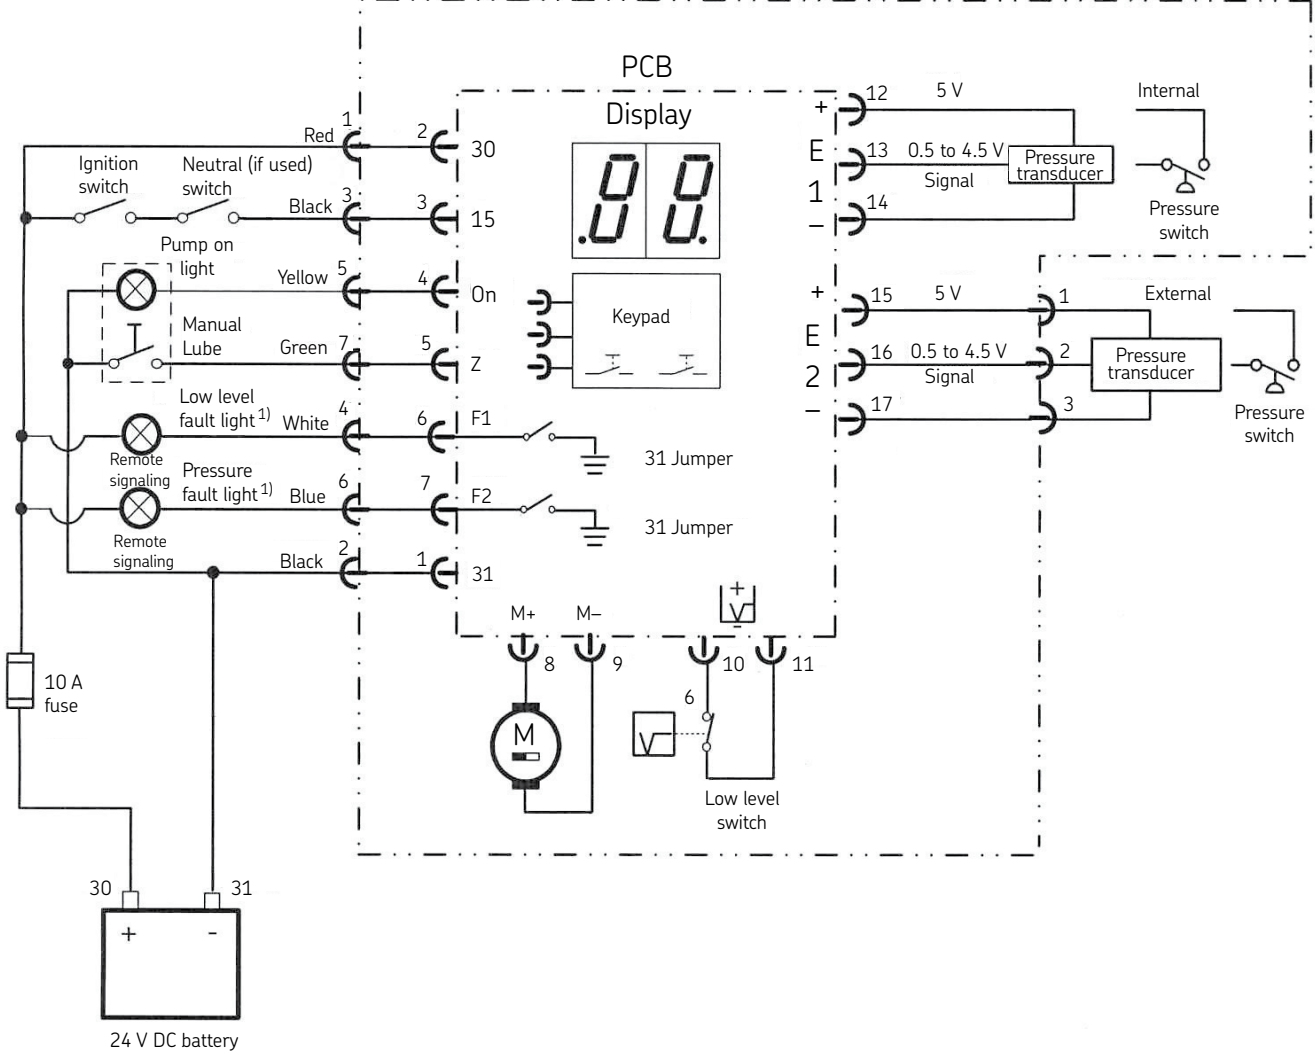 PCB
Display
Red
1
2
30
Ignition
switch
Neutral (if used)
switch
Black
3
3
15
Pump on
light
Yellow
5
4
On
Manual
Lube
Green
7
5
Z
Low level
fault light 1)
White
4
6
F1
Remote
signaling
Pressure
fault light 1)
Blue
6
7
F2
Remote
signaling
Black
2
1
31
Keypad
31 Jumper
31 Jumper
+
E
1
–
12
5 V
13
0.5 to 4.5 V
Signal
14
Pressure
transducer
Internal
Pressure
switch
+
E
2
–
15
5 V
1
16
0.5 to 4.5 V
Signal
2
17
3
Pressure
transducer
External
Pressure
switch
M+
M–
+
-
8
9
10
11
M
6
Low level
switch
10 A
fuse
30
31
+
-
24 V DC battery